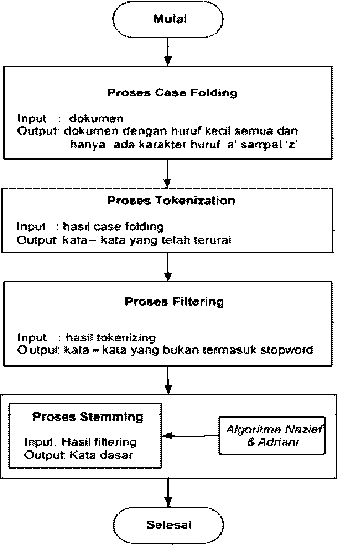 Mulai
Proses Case Folding
Input : dokumen
Output: dokumen dengan huruf kecil semua dan
hanya ada karakter huruf 'a' sampai 'z'
Proses Tokenization
Input : hasil case folding
Output: kata – kata yang telah terurai
Proses Filtering
Input : hasil tokenizing
Output: kata – kata yang bukan termasuk stopword
Proses Stemming
Input: Hasil filtering
Output: Kata dasar
Algoritma Nazief
& Adriani
Selesai